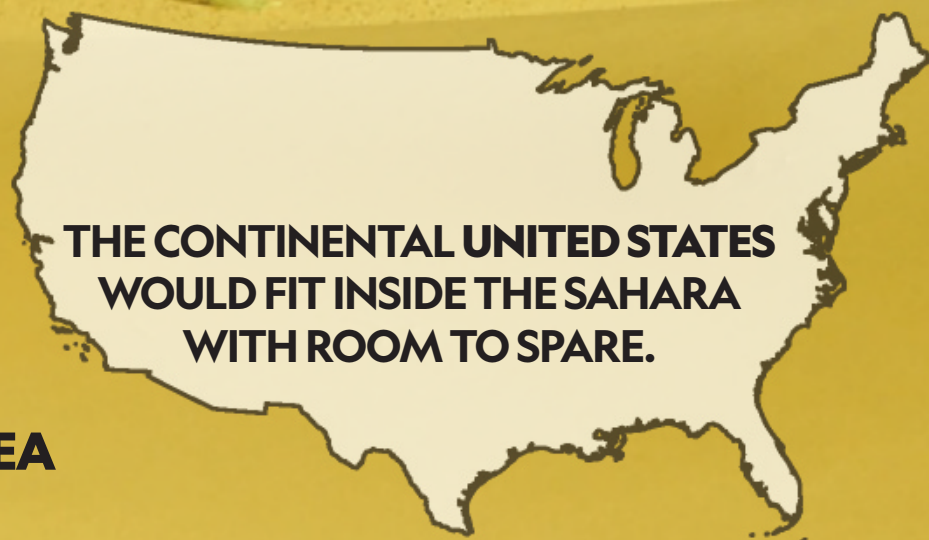 THE CONTINENTAL UNITED STATES
WOULD FIT INSIDE THE SAHARA
WITH ROOM TO SPARE.
EA